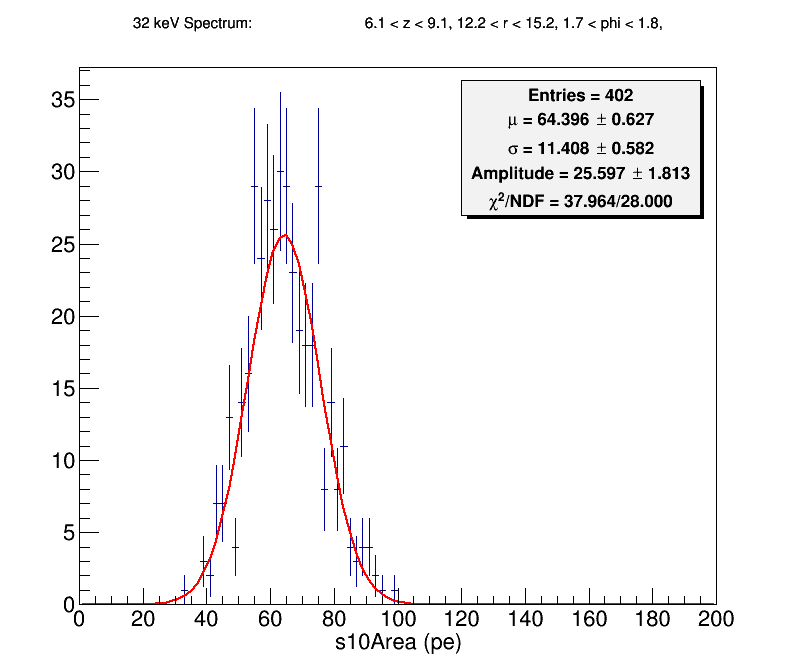 32 keV Spectrum: 6.1 < z < 9.1, 12.2 < r < 15.2, 1.7 < phi < 1.8,
Entries = 402
μ = 64.396 ± 0.627
σ = 11.408 ± 0.582
Amplitude = 25.597 ± 1.813
χ²/NDF = 37.964/28.000
35
30
25
20
15
10
5
0
0 20 40 60 80 100 120 140 160 180 200
s10Area (pe)